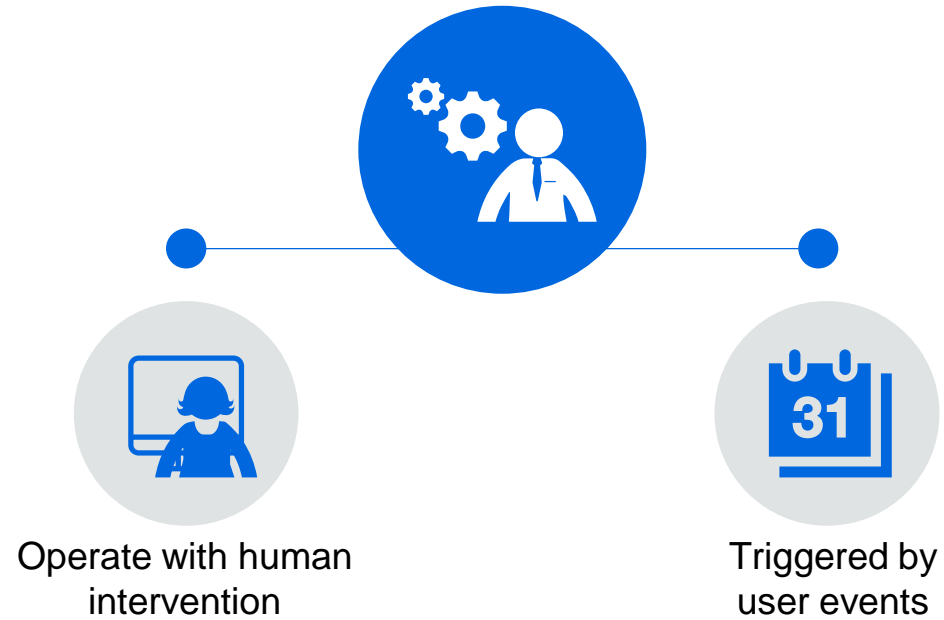 31
Operate with human
intervention
Triggered by
user events